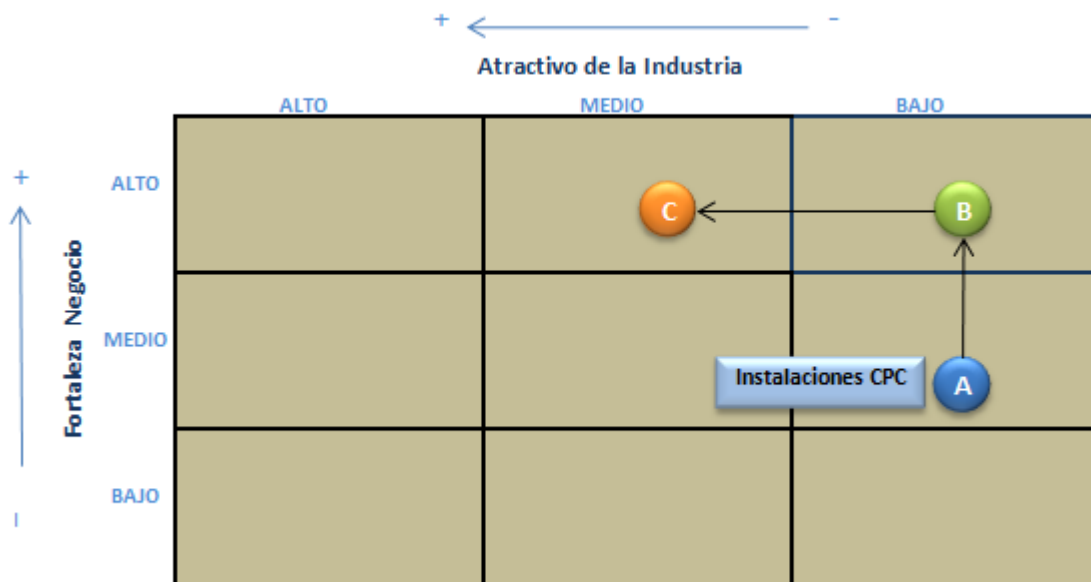 + -
Atractivo de la Industria
ALTO MEDIO BAJO
+
ALTO
C B
Fortaleza Negocio
MEDIO
Instalaciones CPC A
BAJO
-